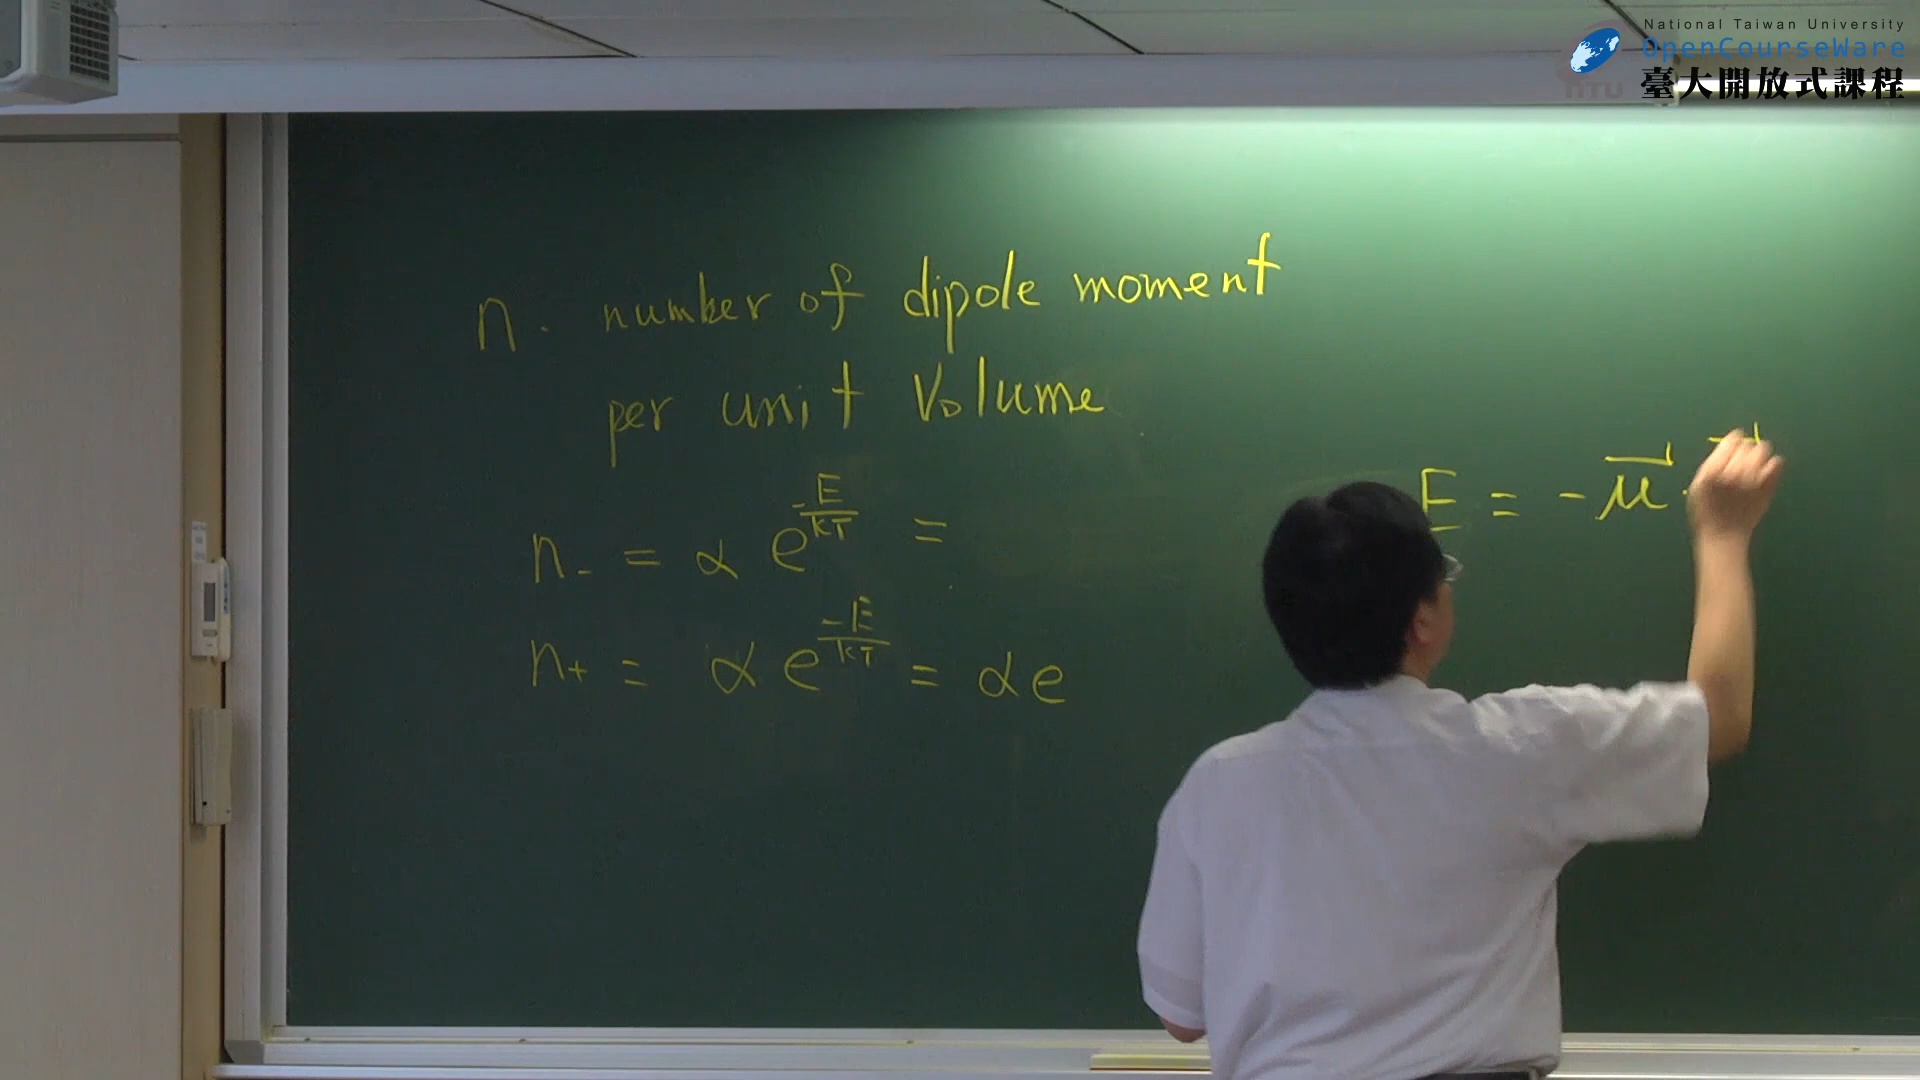 National Taiwan University
OpenCourseWare
臺大開放式課程
NTU
n. number of dipole moment
per unit Volume
n₋ = α e^(-E/kT) =
n₊ = α e^(-E/kT) = α e
E = -μ⃗ ·